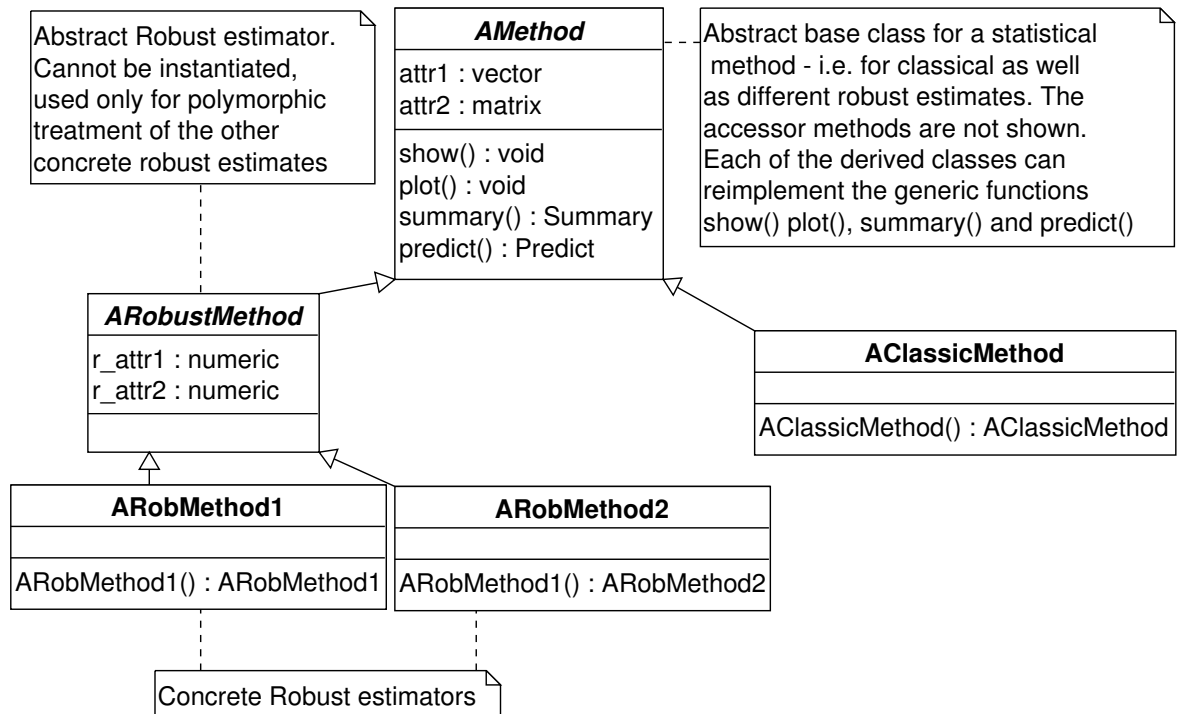 Abstract Robust estimator.
Cannot be instantiated,
used only for polymorphic
treatment of the other
concrete robust estimates
AMethod
attr1 : vector
attr2 : matrix
show() : void
plot() : void
summary() : Summary
predict() : Predict
Abstract base class for a statistical
method - i.e. for classical as well
as different robust estimates. The
accessor methods are not shown.
Each of the derived classes can
reimplement the generic functions
show() plot(), summary() and predict()
ARobustMethod
r_attr1 : numeric
r_attr2 : numeric
AClassicMethod
AClassicMethod() : AClassicMethod
ARobMethod1
ARobMethod1() : ARobMethod1
ARobMethod2
ARobMethod1() : ARobMethod2
Concrete Robust estimators